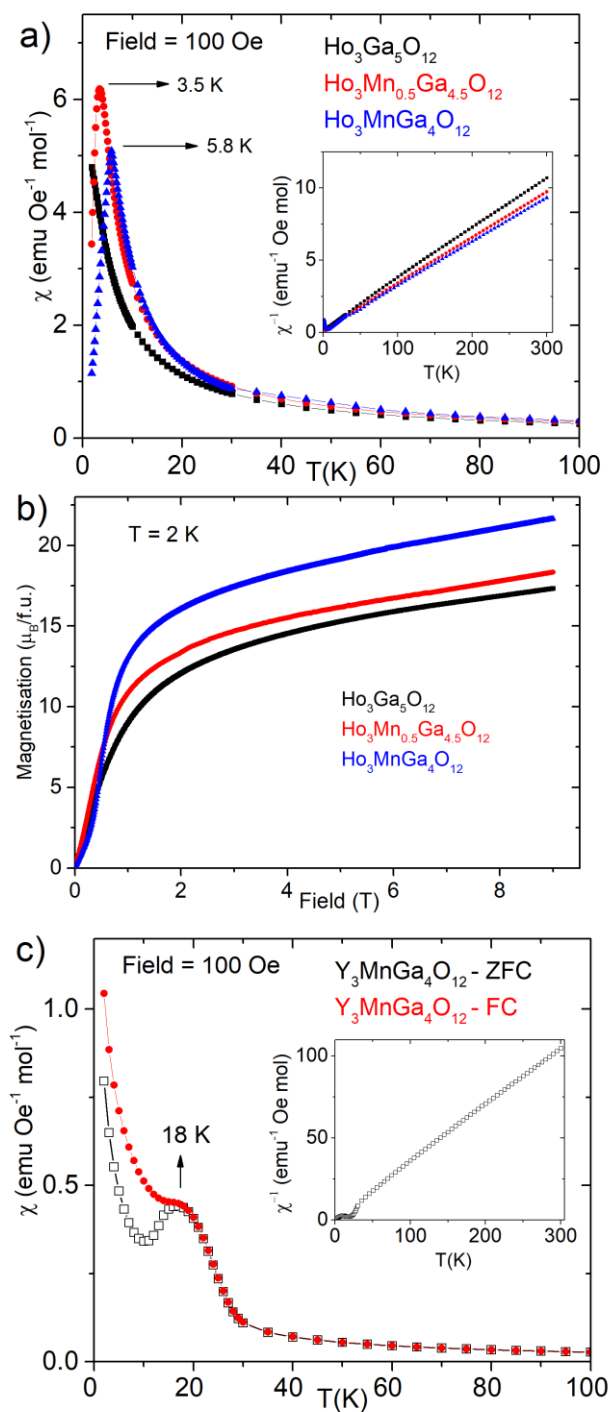 a)
Field = 100 Oe
Ho₃Ga₅O₁₂
Ho₃Mn₀.₅Ga₄.₅O₁₂
Ho₃MnGa₄O₁₂
3.5 K
5.8 K
χ (emu Oe⁻¹ mol⁻¹)
6
4
2
0
χ⁻¹ (emu⁻¹ Oe mol)
10
5
0
0 100 200 300
T(K)
0 20 40 60 80 100
T(K)
b)
T = 2 K
Magnetisation (μB/f.u.)
20
15
10
5
0
Ho₃Ga₅O₁₂
Ho₃Mn₀.₅Ga₄.₅O₁₂
Ho₃MnGa₄O₁₂
0 2 4 6 8
Field (T)
c)
Field = 100 Oe
Y₃MnGa₄O₁₂ - ZFC
Y₃MnGa₄O₁₂ - FC
18 K
χ (emu Oe⁻¹ mol⁻¹)
1.0
0.5
0.0
χ⁻¹ (emu⁻¹ Oe mol)
100
50
0
0 100 200 300
T(K)
0 20 40 60 80 100
T(K)